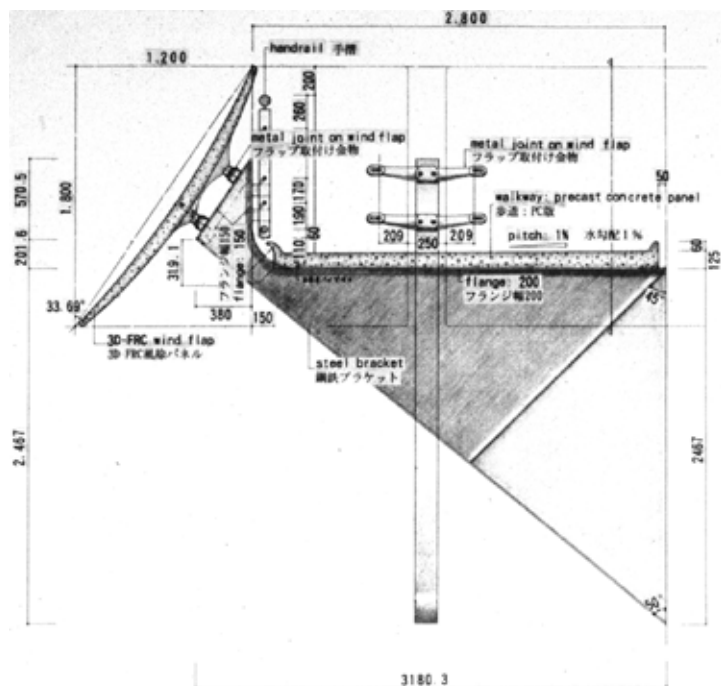 2.800
handrail 手摺
1.200
200
260
metal joint on wind flap
フラップ取付け金物
metal joint on wind flap
フラップ取付け金物
50
570.5
1.800
170
190
walkway: precast concrete panel
歩道：PC版
209
250
209
pitch: 1% 水勾配1%
60
201.6
319.1
フランジ幅150
flange: 150
110
60
125
flange: 200
フランジ幅200
33.69°
380
150
3D-FRC wind flap
3D FRC風除パネル
steel bracket
鋼鉄ブラケット
2.467
2467
3180.3